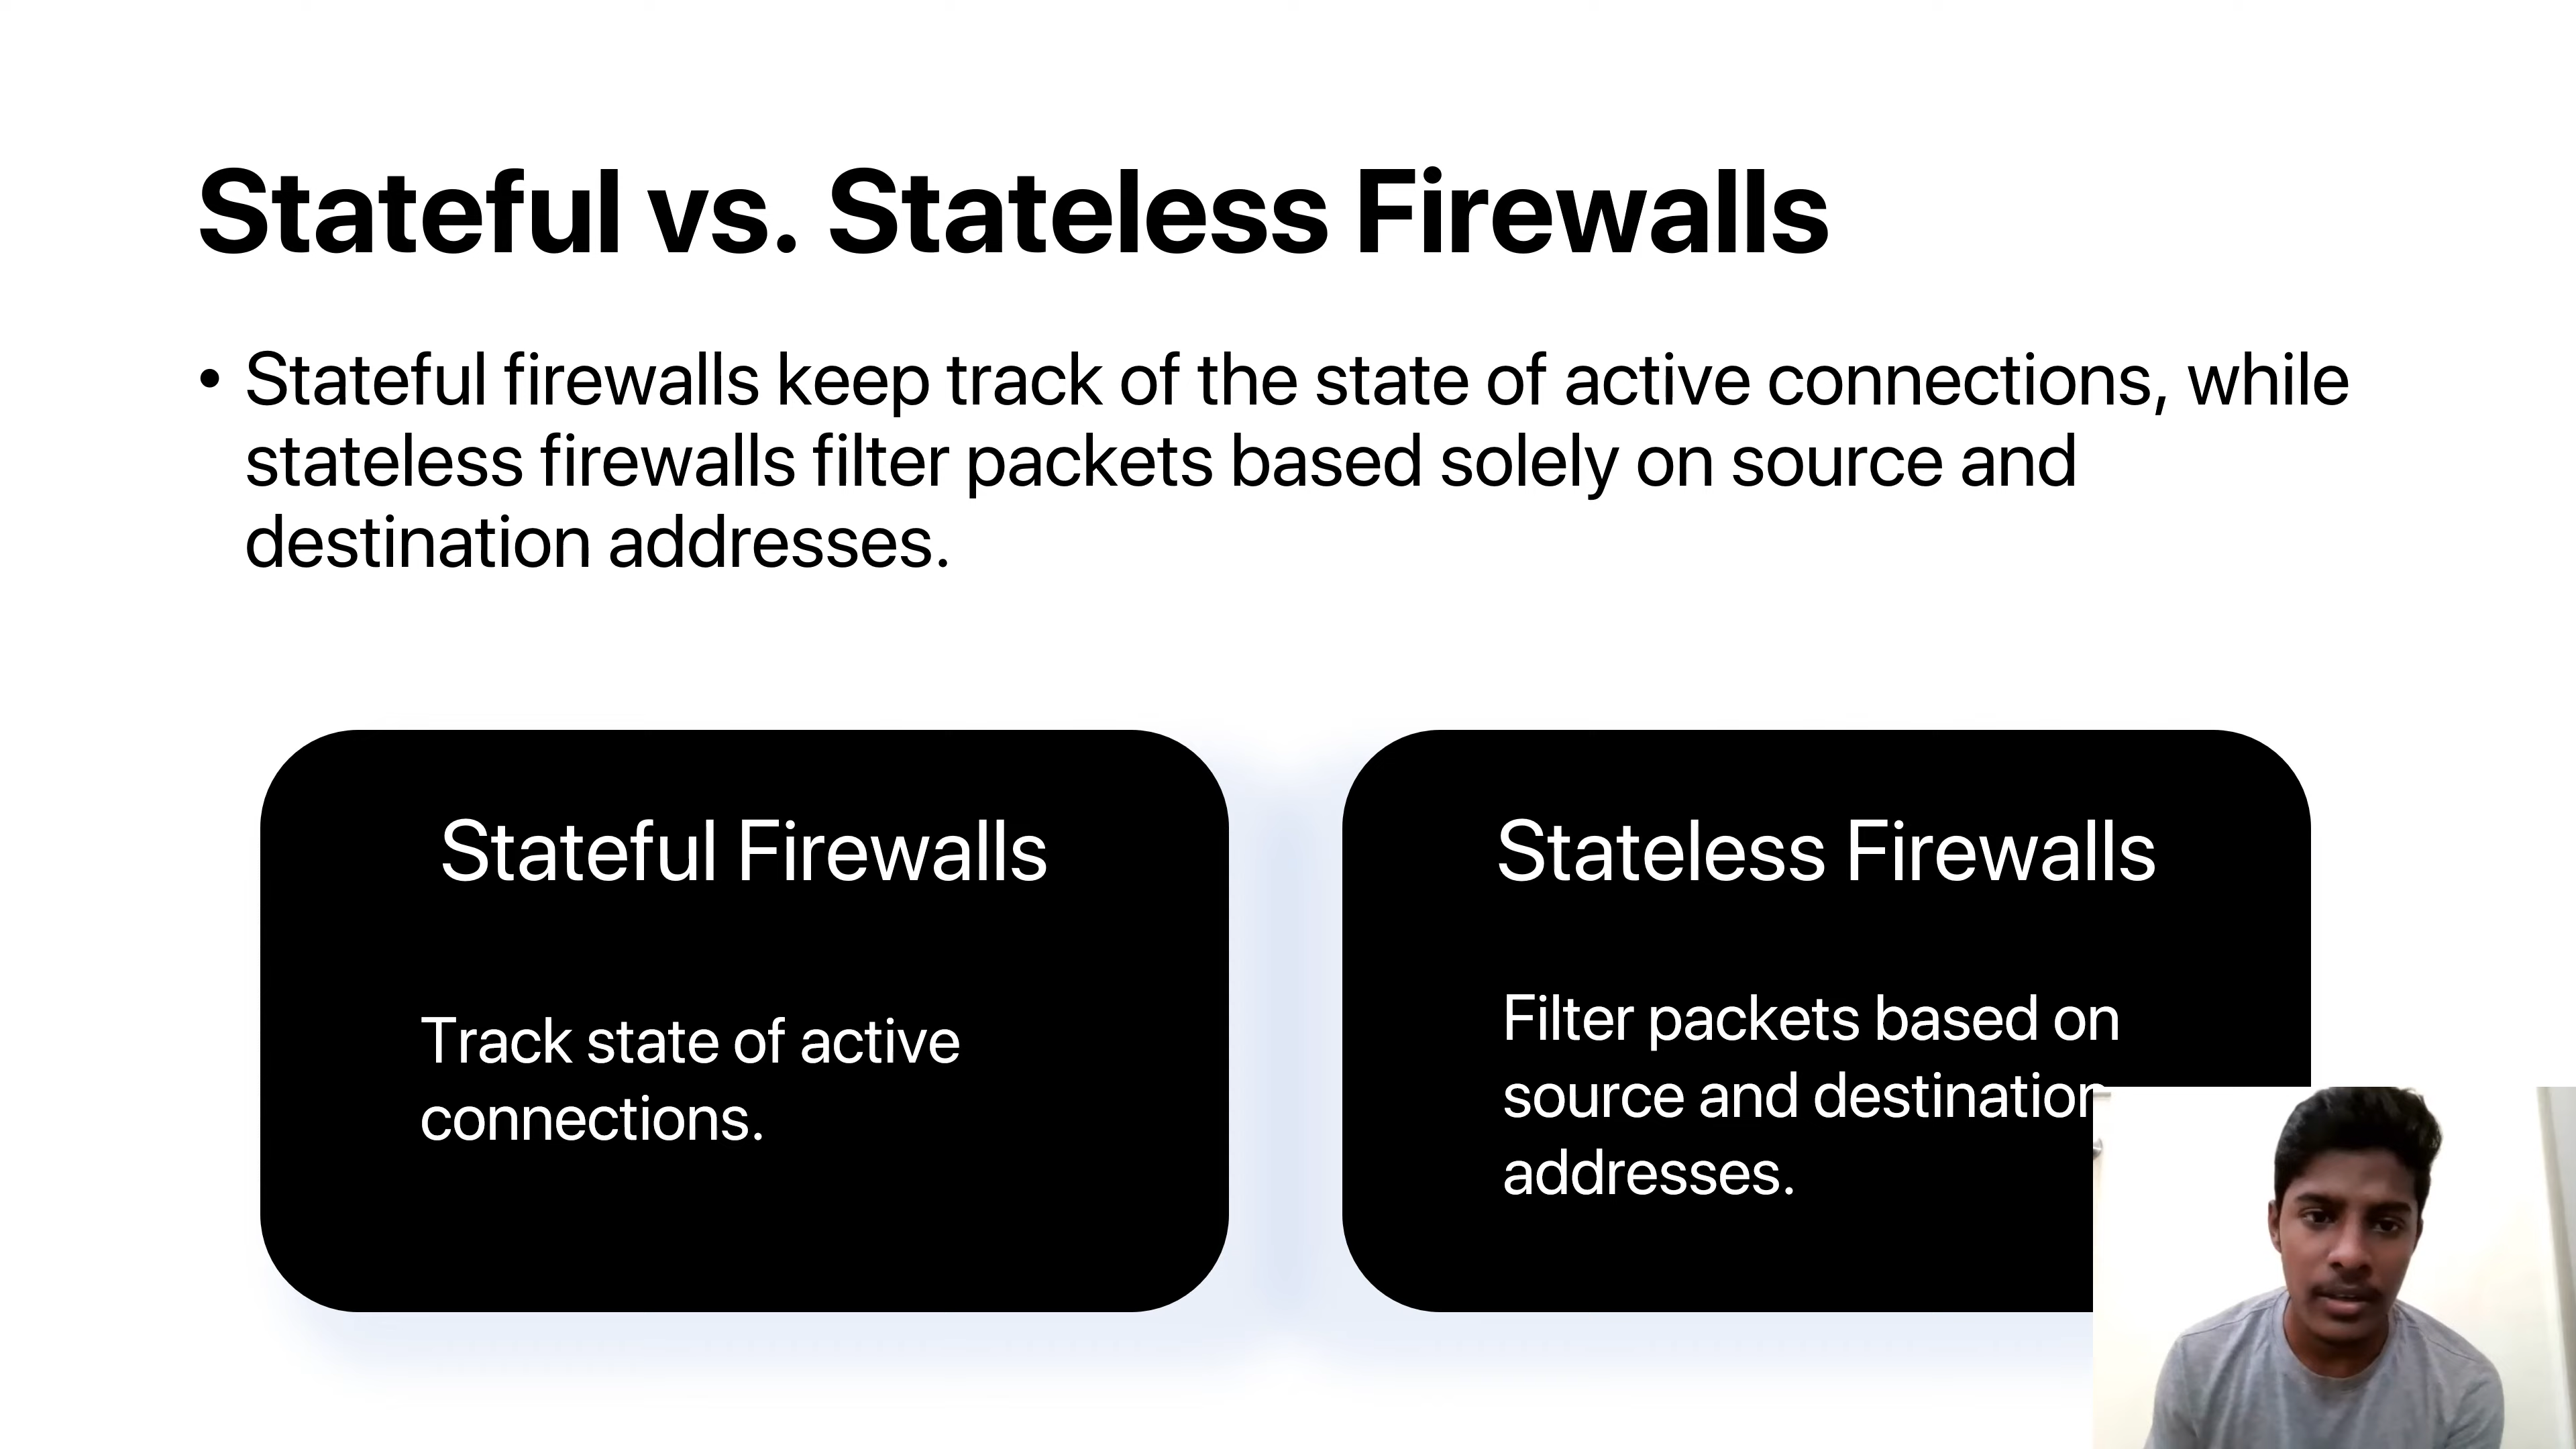 Stateful vs. Stateless Firewalls
• Stateful firewalls keep track of the state of active connections, while
stateless firewalls filter packets based solely on source and
destination addresses.
Stateful Firewalls
Track state of active
connections.
Stateless Firewalls
Filter packets based on
source and destination
addresses.